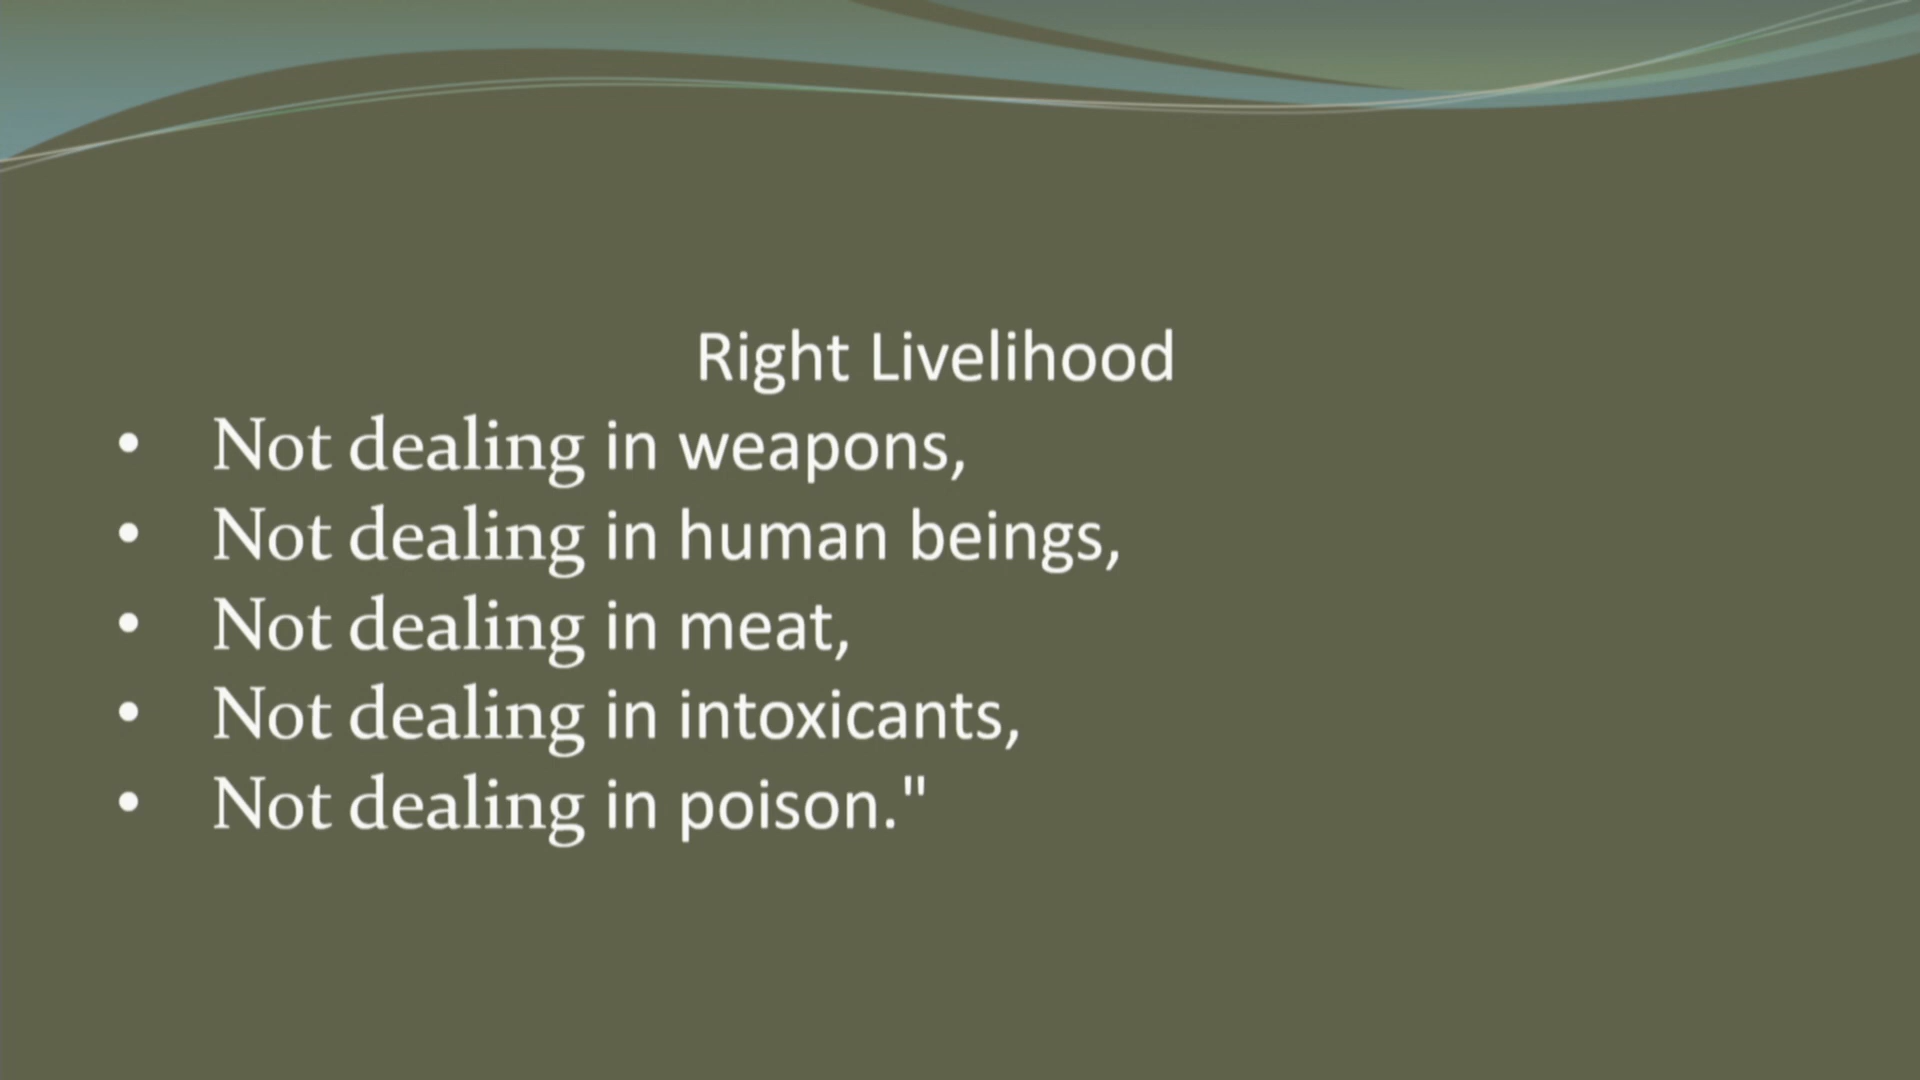 Right Livelihood
• Not dealing in weapons,
• Not dealing in human beings,
• Not dealing in meat,
• Not dealing in intoxicants,
• Not dealing in poison."